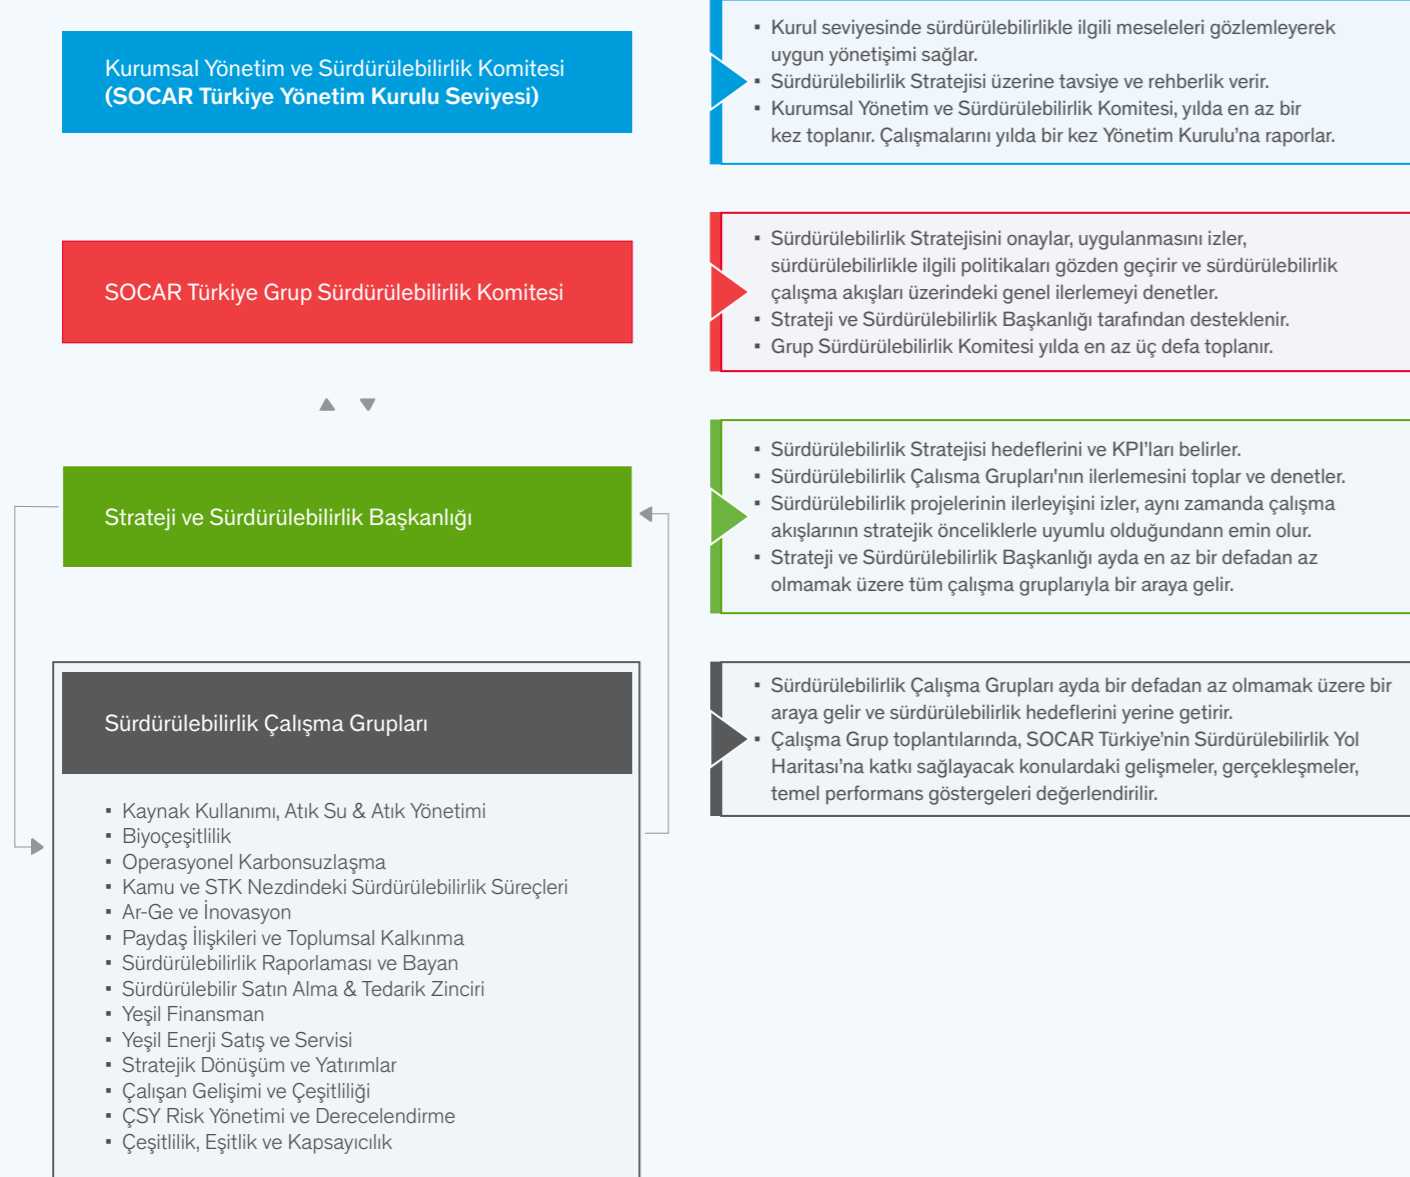 Kurumsal Yönetim ve Sürdürülebilirlik Komitesi
(SOCAR Türkiye Yönetim Kurulu Seviyesi)
▪ Kurul seviyesinde sürdürülebilirlikle ilgili meseleleri gözlemleyerek
uygun yönetişimi sağlar.
▪ Sürdürülebilirlik Stratejisi üzerine tavsiye ve rehberlik verir.
▪ Kurumsal Yönetim ve Sürdürülebilirlik Komitesi, yılda en az bir
kez toplanır. Çalışmalarını yılda bir kez Yönetim Kurulu’na raporlar.
SOCAR Türkiye Grup Sürdürülebilirlik Komitesi
▪ Sürdürülebilirlik Stratejisini onaylar, uygulanmasını izler,
sürdürülebilirlikle ilgili politikaları gözden geçirir ve sürdürülebilirlik
çalışma akışları üzerindeki genel ilerlemeyi denetler.
▪ Strateji ve Sürdürülebilirlik Başkanlığı tarafından desteklenir.
▪ Grup Sürdürülebilirlik Komitesi yılda en az üç defa toplanır.
Strateji ve Sürdürülebilirlik Başkanlığı
▪ Sürdürülebilirlik Stratejisi hedeflerini ve KPI’ları belirler.
▪ Sürdürülebilirlik Çalısma Grupları'nın ilerlemesini toplar ve denetler.
▪ Sürdürülebilirlik projelerinin ilerleyişini izler, aynı zamanda çalışma
akışlarının stratejik önceliklerle uyumlu olduğundann emin olur.
▪ Strateji ve Sürdürülebilirlik Başkanlığı ayda en az bir defadan az
olmamak üzere tüm çalışma gruplarıyla bir araya gelir.
Sürdürülebilirlik Çalışma Grupları
▪ Kaynak Kullanımı, Atık Su & Atık Yönetimi
▪ Biyoçeşitlilik
▪ Operasyonel Karbonsuzlaşma
▪ Kamu ve STK Nezdindeki Sürdürülebilirlik Süreçleri
▪ Ar-Ge ve İnovasyon
▪ Paydaş İlişkileri ve Toplumsal Kalkınma
▪ Sürdürülebilirlik Raporlaması ve Bayan
▪ Sürdürülebilir Satın Alma & Tedarik Zinciri
▪ Yeşil Finansman
▪ Yeşil Enerji Satış ve Servisi
▪ Stratejik Dönüşüm ve Yatırımlar
▪ Çalışan Gelişimi ve Çeşitliliği
▪ ÇSY Risk Yönetimi ve Derecelendirme
▪ Çeşitlilik, Eşitlik ve Kapsayıcılık
▪ Sürdürülebilirlik Çalışma Grupları ayda bir defadan az olmamak üzere bir
araya gelir ve sürdürülebilirlik hedeflerini yerine getirir.
▪ Çalışma Grup toplantılarında, SOCAR Türkiye’nin Sürdürülebilirlik Yol
Haritası’na katkı sağlayacak konulardaki gelişmeler, gerçekleşmeler,
temel performans göstergeleri değerlendirilir.